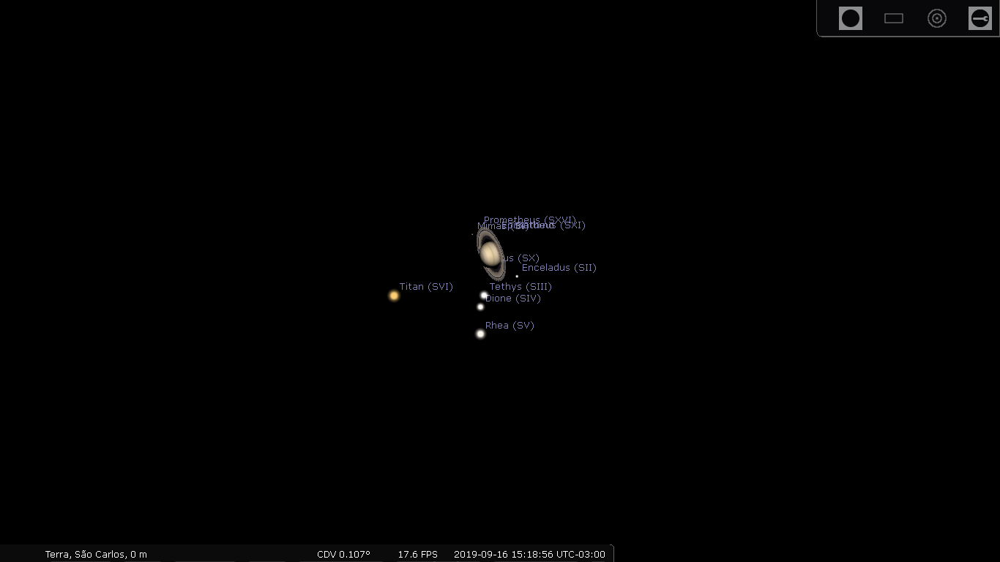 Prometheus (SXVI)
Mimas
(SXI)
us (SX)
Enceladus (SII)
Titan (SVI)
Tethys (SIII)
Dione (SIV)
Rhea (SV)
Terra, São Carlos, 0 m
CDV 0.107°
17.6 FPS
2019-09-16 15:18:56 UTC-03:00